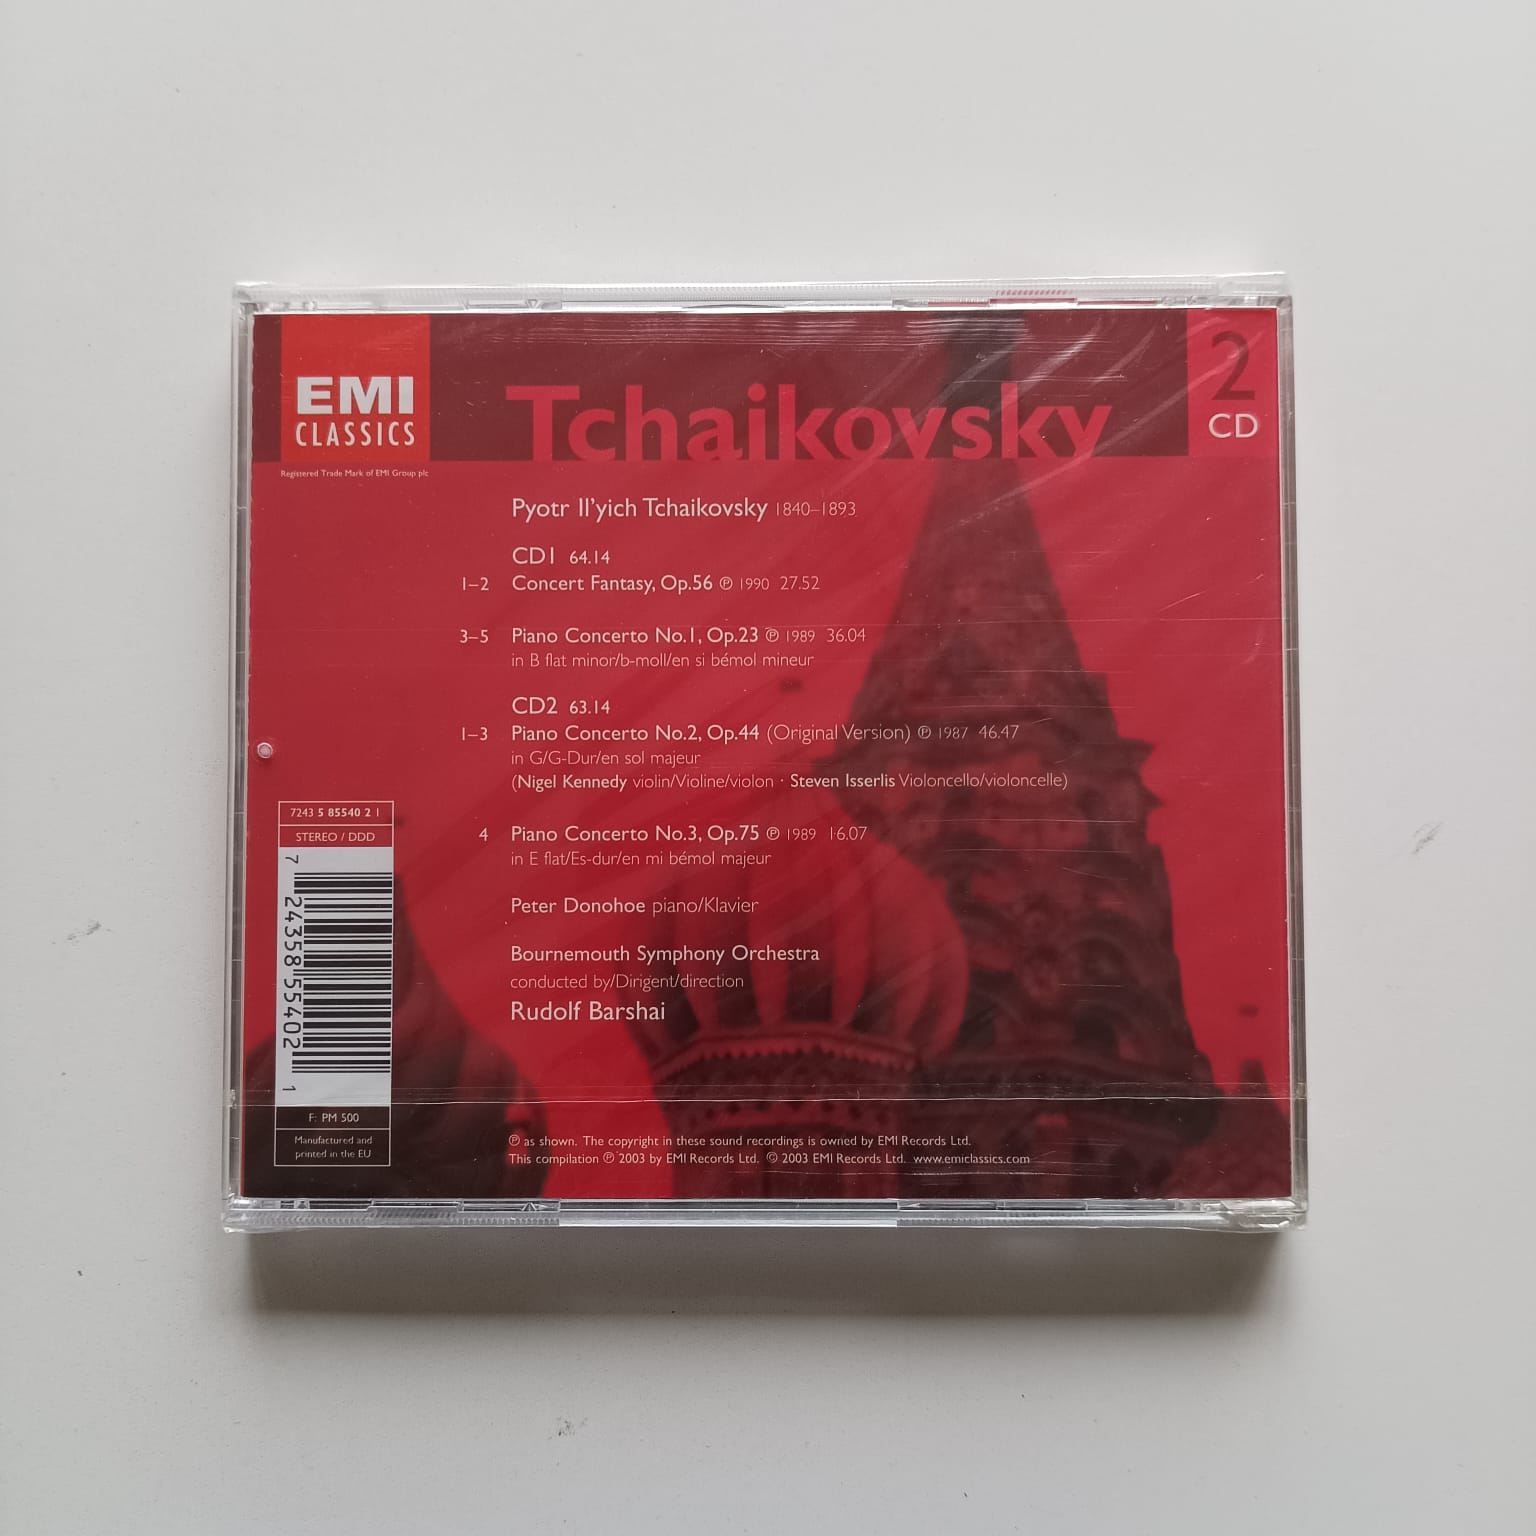 EMI
CLASSICS
Registered Trade Mark of EMI Group plc
Tchaikovsky
2
CD
Pyotr Il'yich Tchaikovsky 1840–1893
CD1 64.14
1–2 Concert Fantasy, Op.56 ℗ 1990 27.52
3–5 Piano Concerto No.1, Op.23 ℗ 1989 36.04
in B flat minor/b-moll/en si bémol mineur
CD2 63.14
1–3 Piano Concerto No.2, Op.44 (Original Version) ℗ 1987 46.47
in G/G-Dur/en sol majeur
(Nigel Kennedy violin/Violine/violon · Steven Isserlis Violoncello/violoncelle)
4 Piano Concerto No.3, Op.75 ℗ 1989 16.07
in E flat/Es-dur/en mi bémol majeur
Peter Donohoe piano/Klavier
Bournemouth Symphony Orchestra
conducted by/Dirigent/direction
Rudolf Barshai
7243 5 85540 2 1
STEREO / DDD
7 24358 55402 1
F: PM 500
Manufactured and
printed in the EU
℗ as shown. The copyright in these sound recordings is owned by EMI Records Ltd.
This compilation ℗ 2003 by EMI Records Ltd. © 2003 EMI Records Ltd. www.emiclassics.com